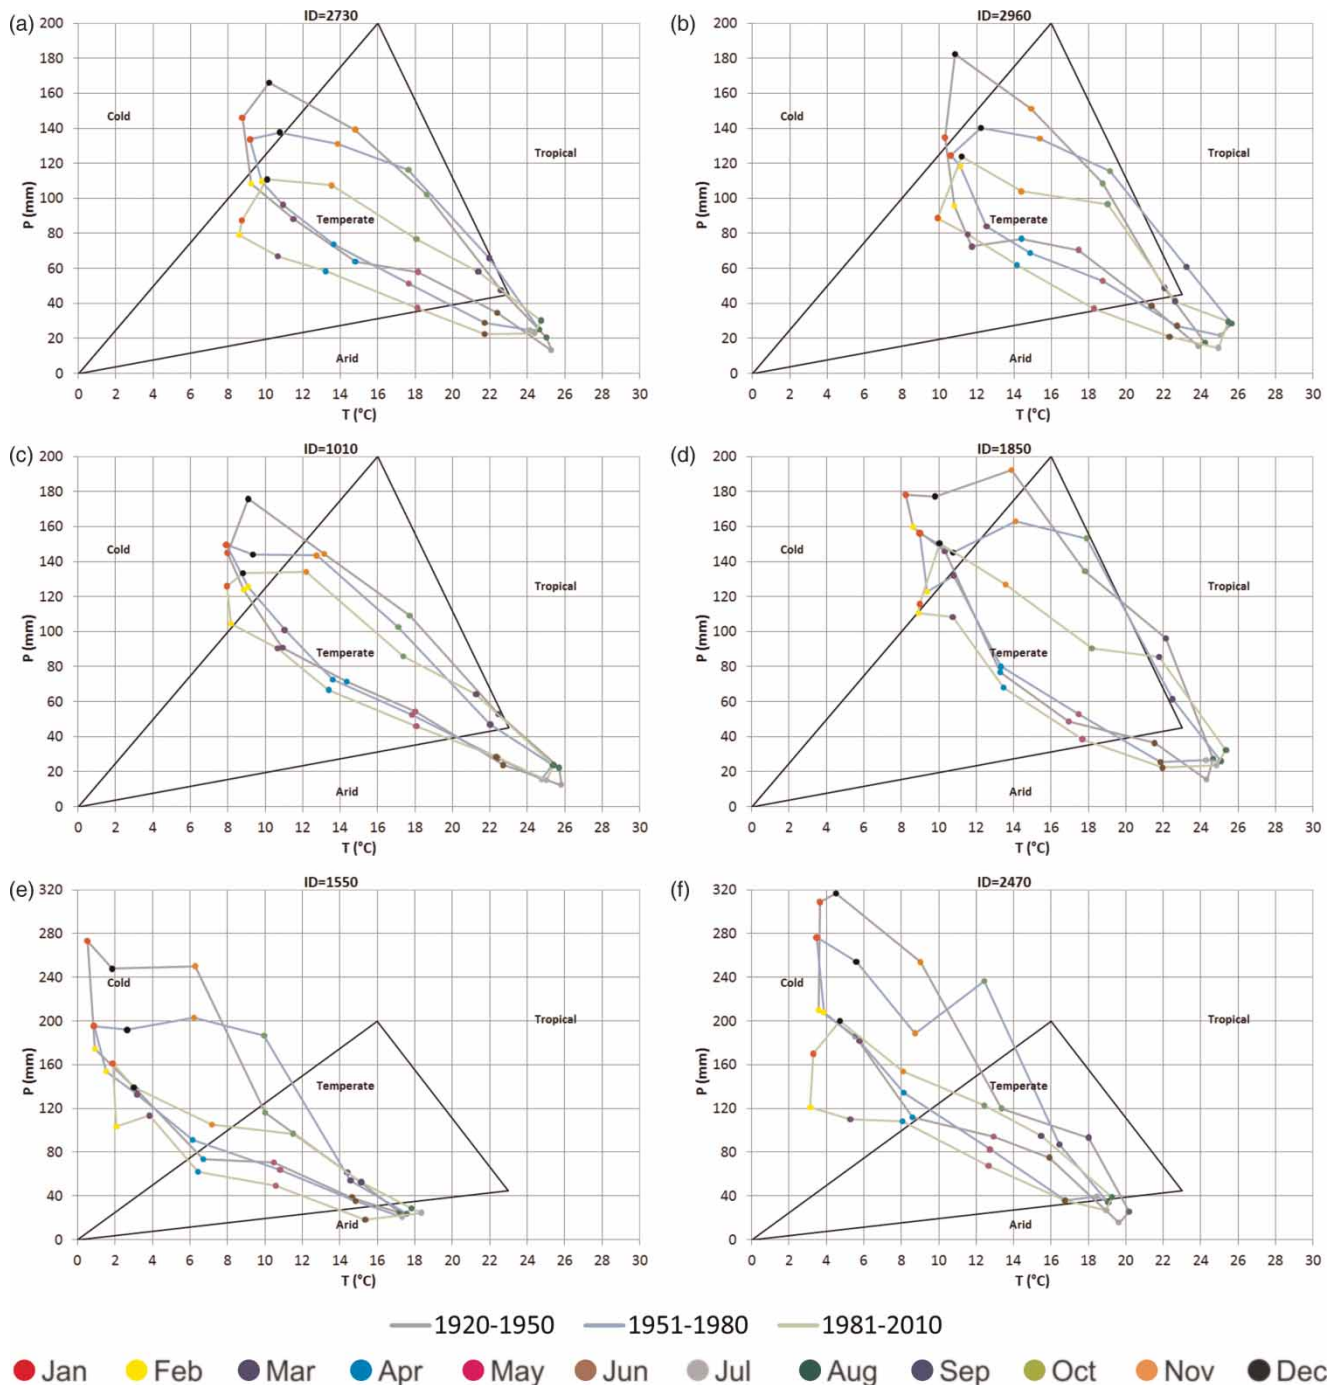 (a)
ID=2730
200
180
160
140
120
100
80
60
40
20
0
P (mm)
Cold
Tropical
Temperate
Arid
0 2 4 6 8 10 12 14 16 18 20 22 24 26 28 30
T (°C)
(b)
ID=2960
200
180
160
140
120
100
80
60
40
20
0
P (mm)
Cold
Tropical
Temperate
Arid
0 2 4 6 8 10 12 14 16 18 20 22 24 26 28 30
T (°C)
(c)
ID=1010
200
180
160
140
120
100
80
60
40
20
0
P (mm)
Cold
Tropical
Temperate
Arid
0 2 4 6 8 10 12 14 16 18 20 22 24 26 28 30
T (°C)
(d)
ID=1850
200
180
160
140
120
100
80
60
40
20
0
P (mm)
Cold
Tropical
Temperate
Arid
0 2 4 6 8 10 12 14 16 18 20 22 24 26 28 30
T (°C)
(e)
ID=1550
320
280
240
200
160
120
80
40
0
P (mm)
Cold
Tropical
Temperate
Arid
0 2 4 6 8 10 12 14 16 18 20 22 24 26 28 30
T (°C)
(f)
ID=2470
320
280
240
200
160
120
80
40
0
P (mm)
Cold
Tropical
Temperate
Arid
0 2 4 6 8 10 12 14 16 18 20 22 24 26 28 30
T (°C)
1920-1950 1951-1980 1981-2010
Jan Feb Mar Apr May Jun Jul Aug Sep Oct Nov Dec